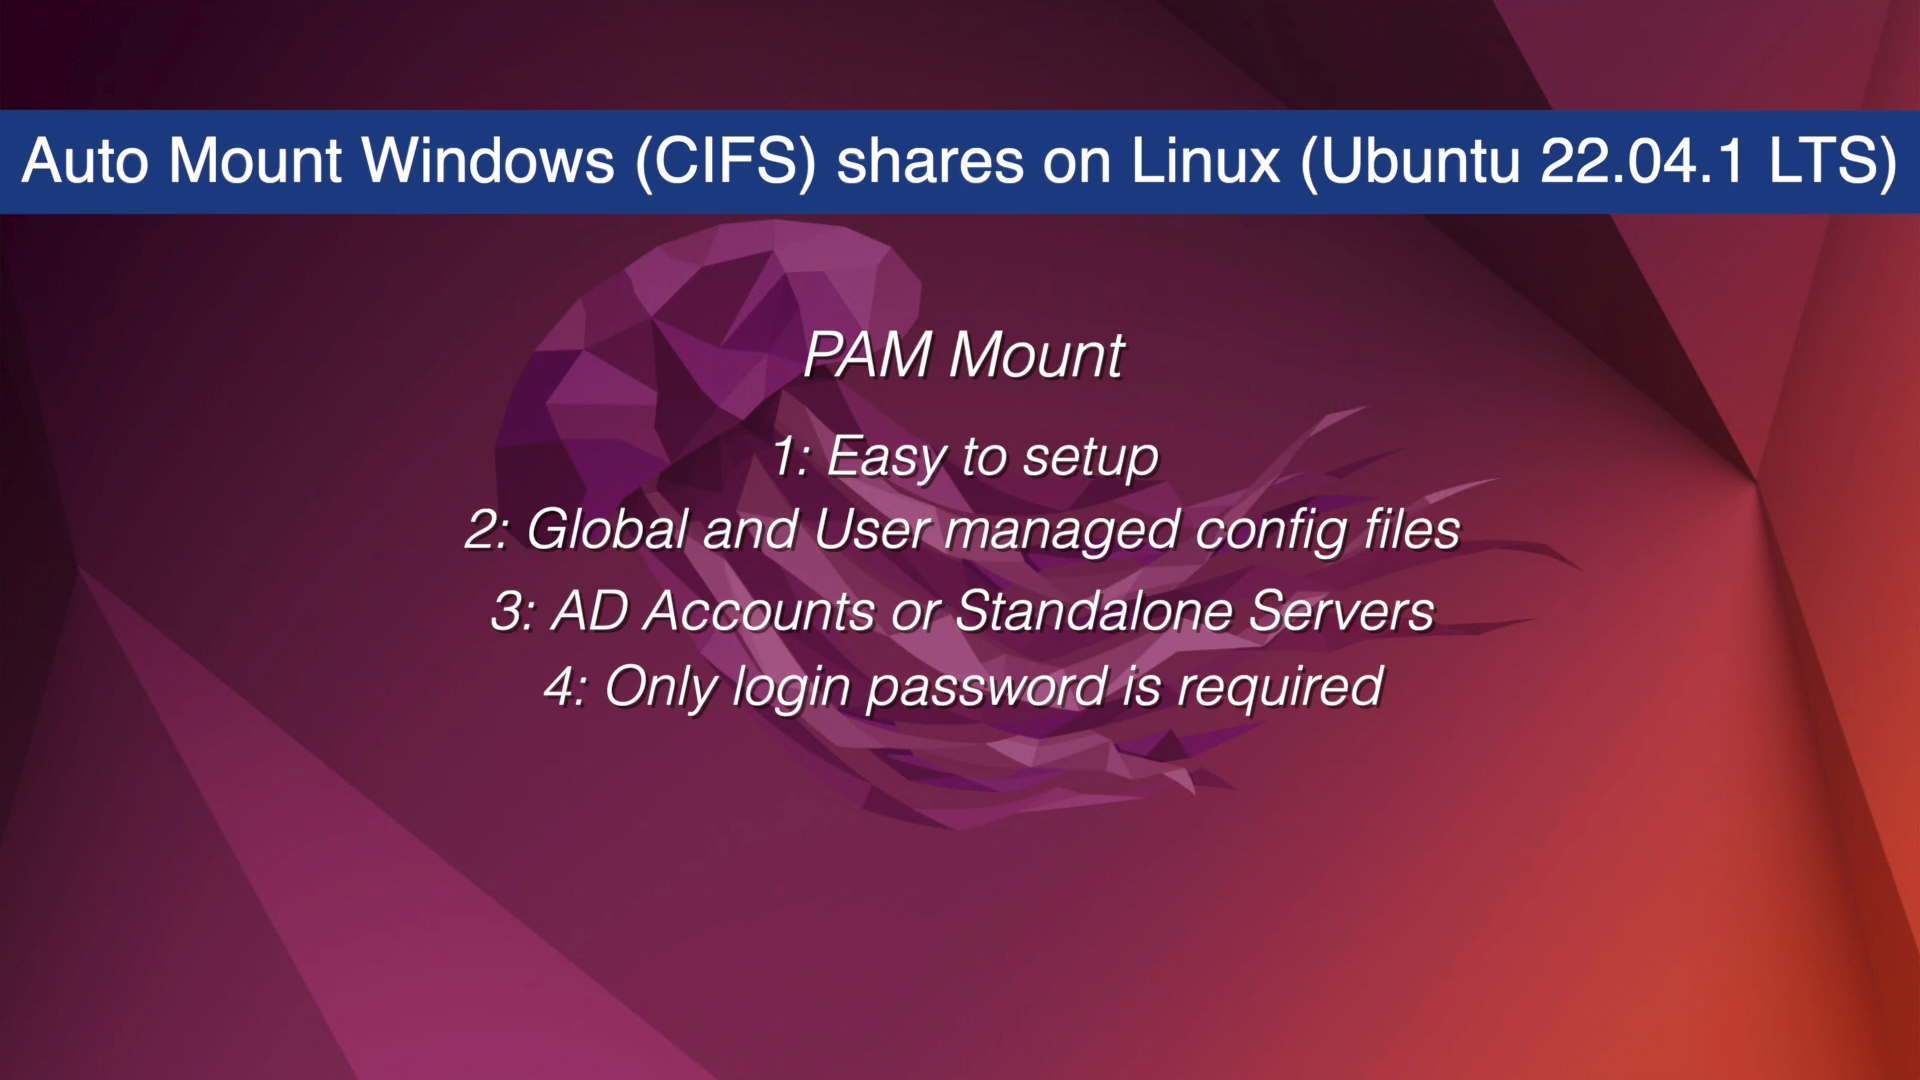 Auto Mount Windows (CIFS) shares on Linux (Ubuntu 22.04.1 LTS)
PAM Mount
1: Easy to setup
2: Global and User managed config files
3: AD Accounts or Standalone Servers
4: Only login password is required